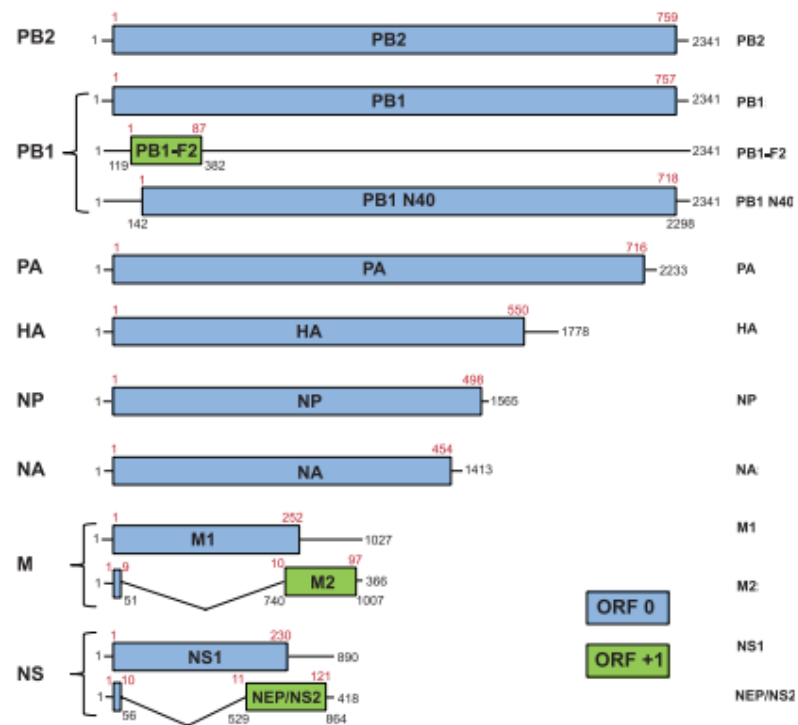 1 759
PB2 1 PB2 2341 PB2
1 757
1 PB1 2341 PB1
1 87
PB1 1 PB1-F2 2341 PB1-F2
119 382
1 718
1 PB1 N40 2341 PB1 N40
142 2298
1 716
PA 1 PA 2233 PA
1 550
HA 1 HA 1778 HA
1 498
NP 1 NP 1565 NP
1 454
NA 1 NA 1413 NA
1 252
1 M1 1027 M1
M
1 9 10 97
1 M2 366 M2
51 740 1007
ORF 0
1 230
1 NS1 890 NS1
NS
ORF +1
1 10 11 121
1 NEP/NS2 418 NEP/NS2
56 529 864